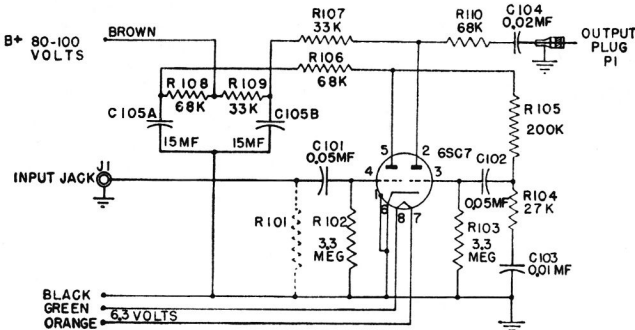 B+ 80-100
VOLTS
BROWN
R107
33K
R110
68K
C104
0.02MF
OUTPUT
PLUG
P1
R106
68K
R108
68K
R109
33K
C105A
15MF
C105B
15MF
R105
200K
J1
INPUT JACK
C101
0.05MF
5
2
6SC7
4
3
1
6
8
7
C102
0.05MF
R104
27K
R101
R102
3.3
MEG
R103
3.3
MEG
C103
0.01MF
BLACK
GREEN
ORANGE
6.3 VOLTS